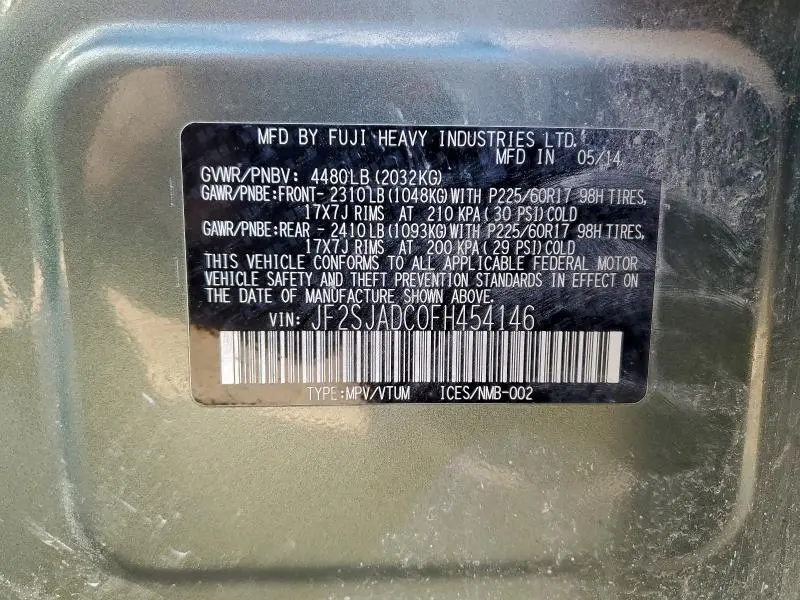 MFD BY FUJI HEAVY INDUSTRIES LTD.
MFD IN 05/14
GVWR/PNBV: 4480LB(2032KG)
GAWR/PNBE:FRONT- 2310LB(1048KG)WITH P225/60R17 98H TIRES,
17X7J RIMS AT 210 KPA( 30 PSI)COLD
GAWR/PNBE:REAR - 2410LB(1093KG)WITH P225/60R17 98H TIRES,
17X7J RIMS AT 200 KPA( 29 PSI)COLD
THIS VEHICLE CONFORMS TO ALL APPLICABLE FEDERAL MOTOR
VEHICLE SAFETY AND THEFT PREVENTION STANDARDS IN EFFECT ON
THE DATE OF MANUFACTURE SHOWN ABOVE.
VIN: JF2SJADC0FH454146
TYPE:MPV/VTUM ICES/NMB-002